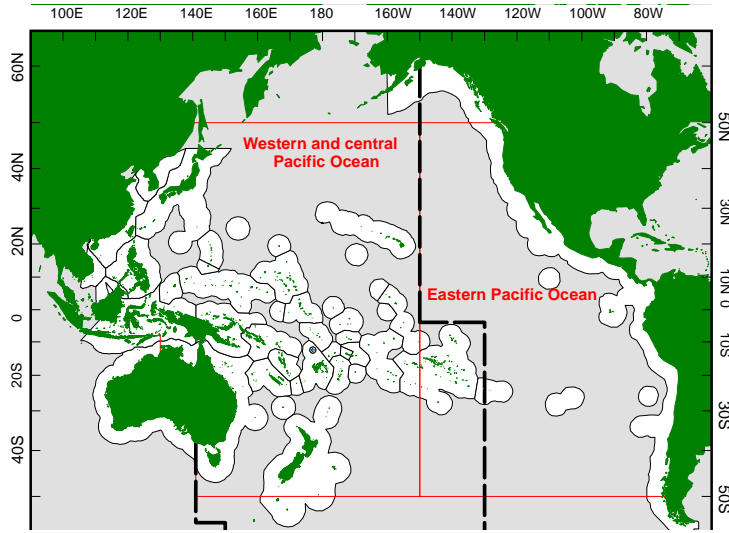 100E 120E 140E 160E 180 160W 140W 120W 100W 80W
60N
50N
Western and central
Pacific Ocean
40N
30N
20N
Eastern Pacific Ocean
10N
0
0
10S
20S
30S
40S
50S